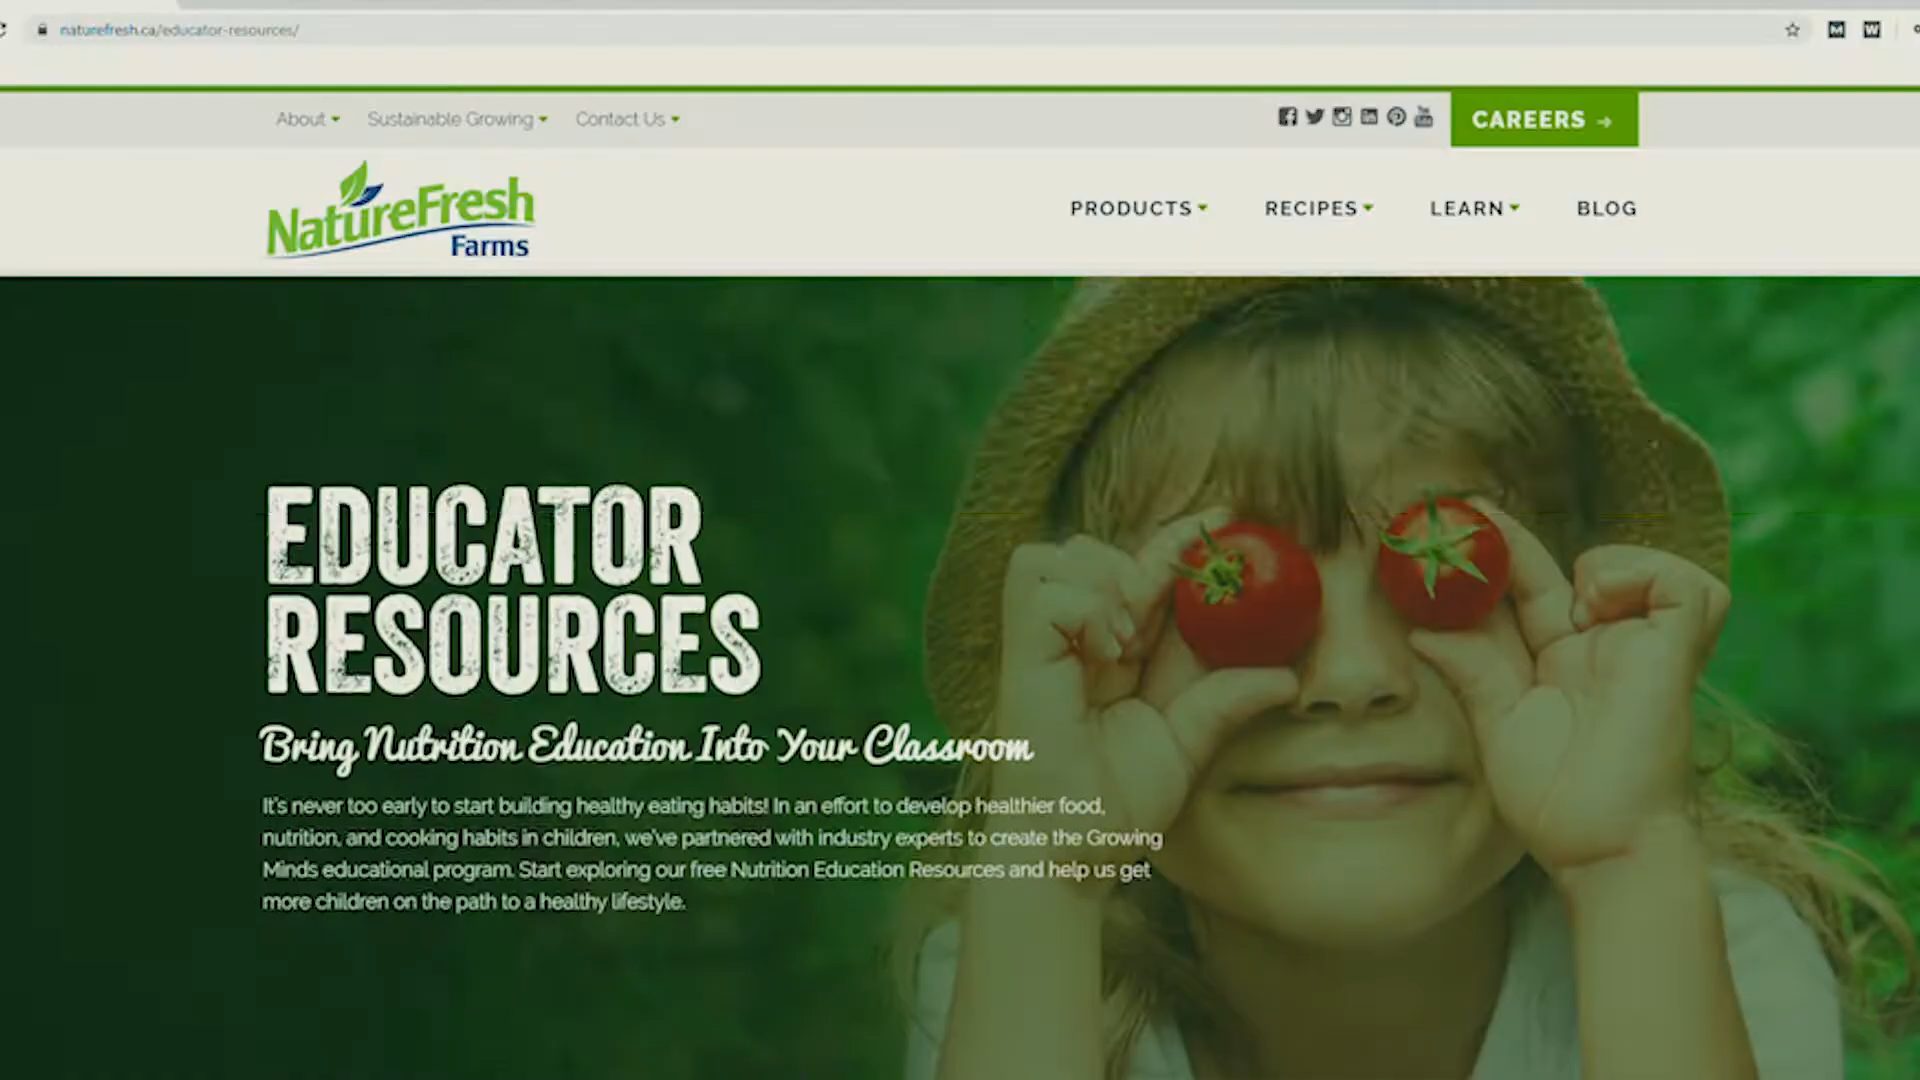 naturefresh.ca/educator-resources/
About
Sustainable Growing
Contact Us
CAREERS
NatureFresh
Farms
PRODUCTS
RECIPES
LEARN
BLOG
EDUCATOR
RESOURCES
Bring Nutrition Education Into Your Classroom
It's never too early to start building healthy eating habits! In an effort to develop healthier food,
nutrition, and cooking habits in children, we've partnered with industry experts to create the Growing
Minds educational program. Start exploring our free Nutrition Education Resources and help us get
more children on the path to a healthy lifestyle.